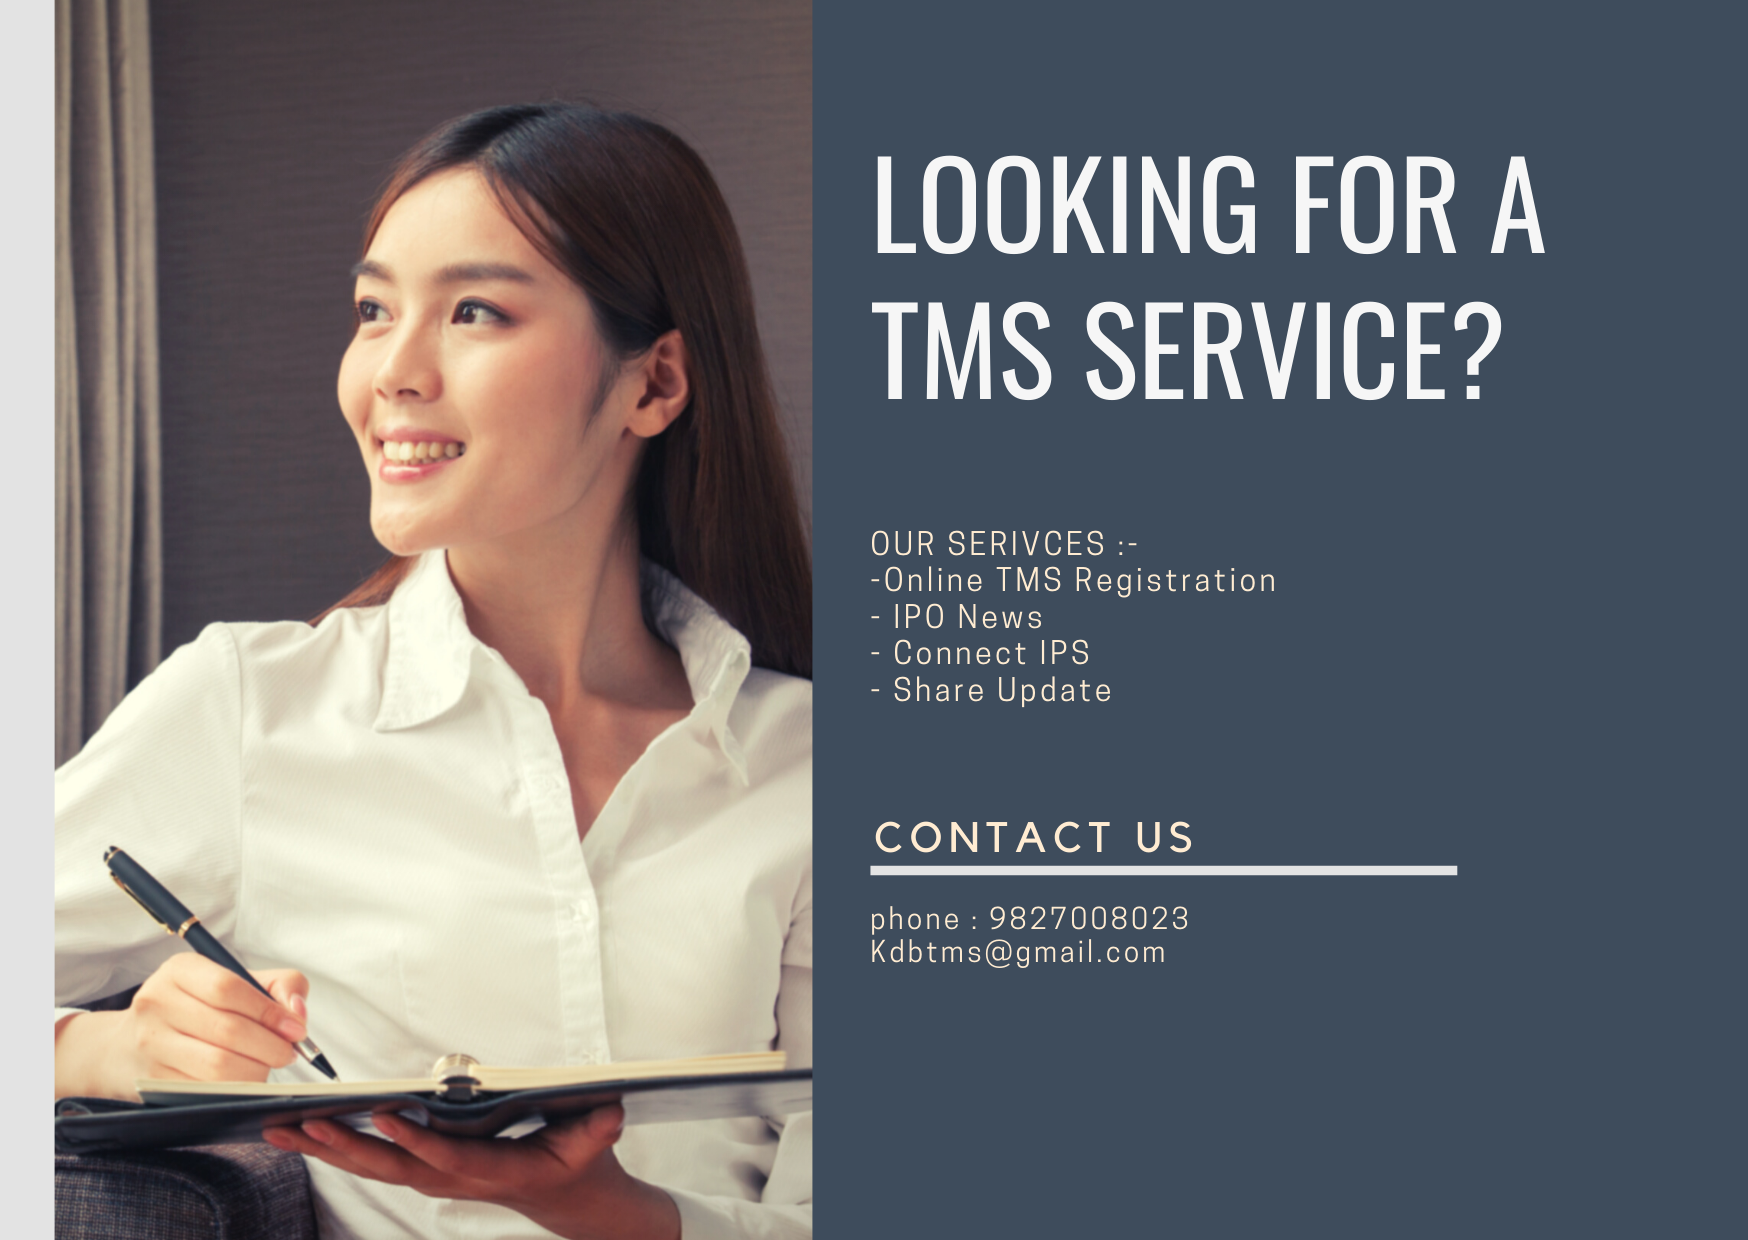 LOOKING FOR A
TMS SERVICE?
OUR SERIVCES :-
-Online TMS Registration
- IPO News
- Connect IPS
- Share Update
CONTACT US
phone : 9827008023
Kdbtms@gmail.com